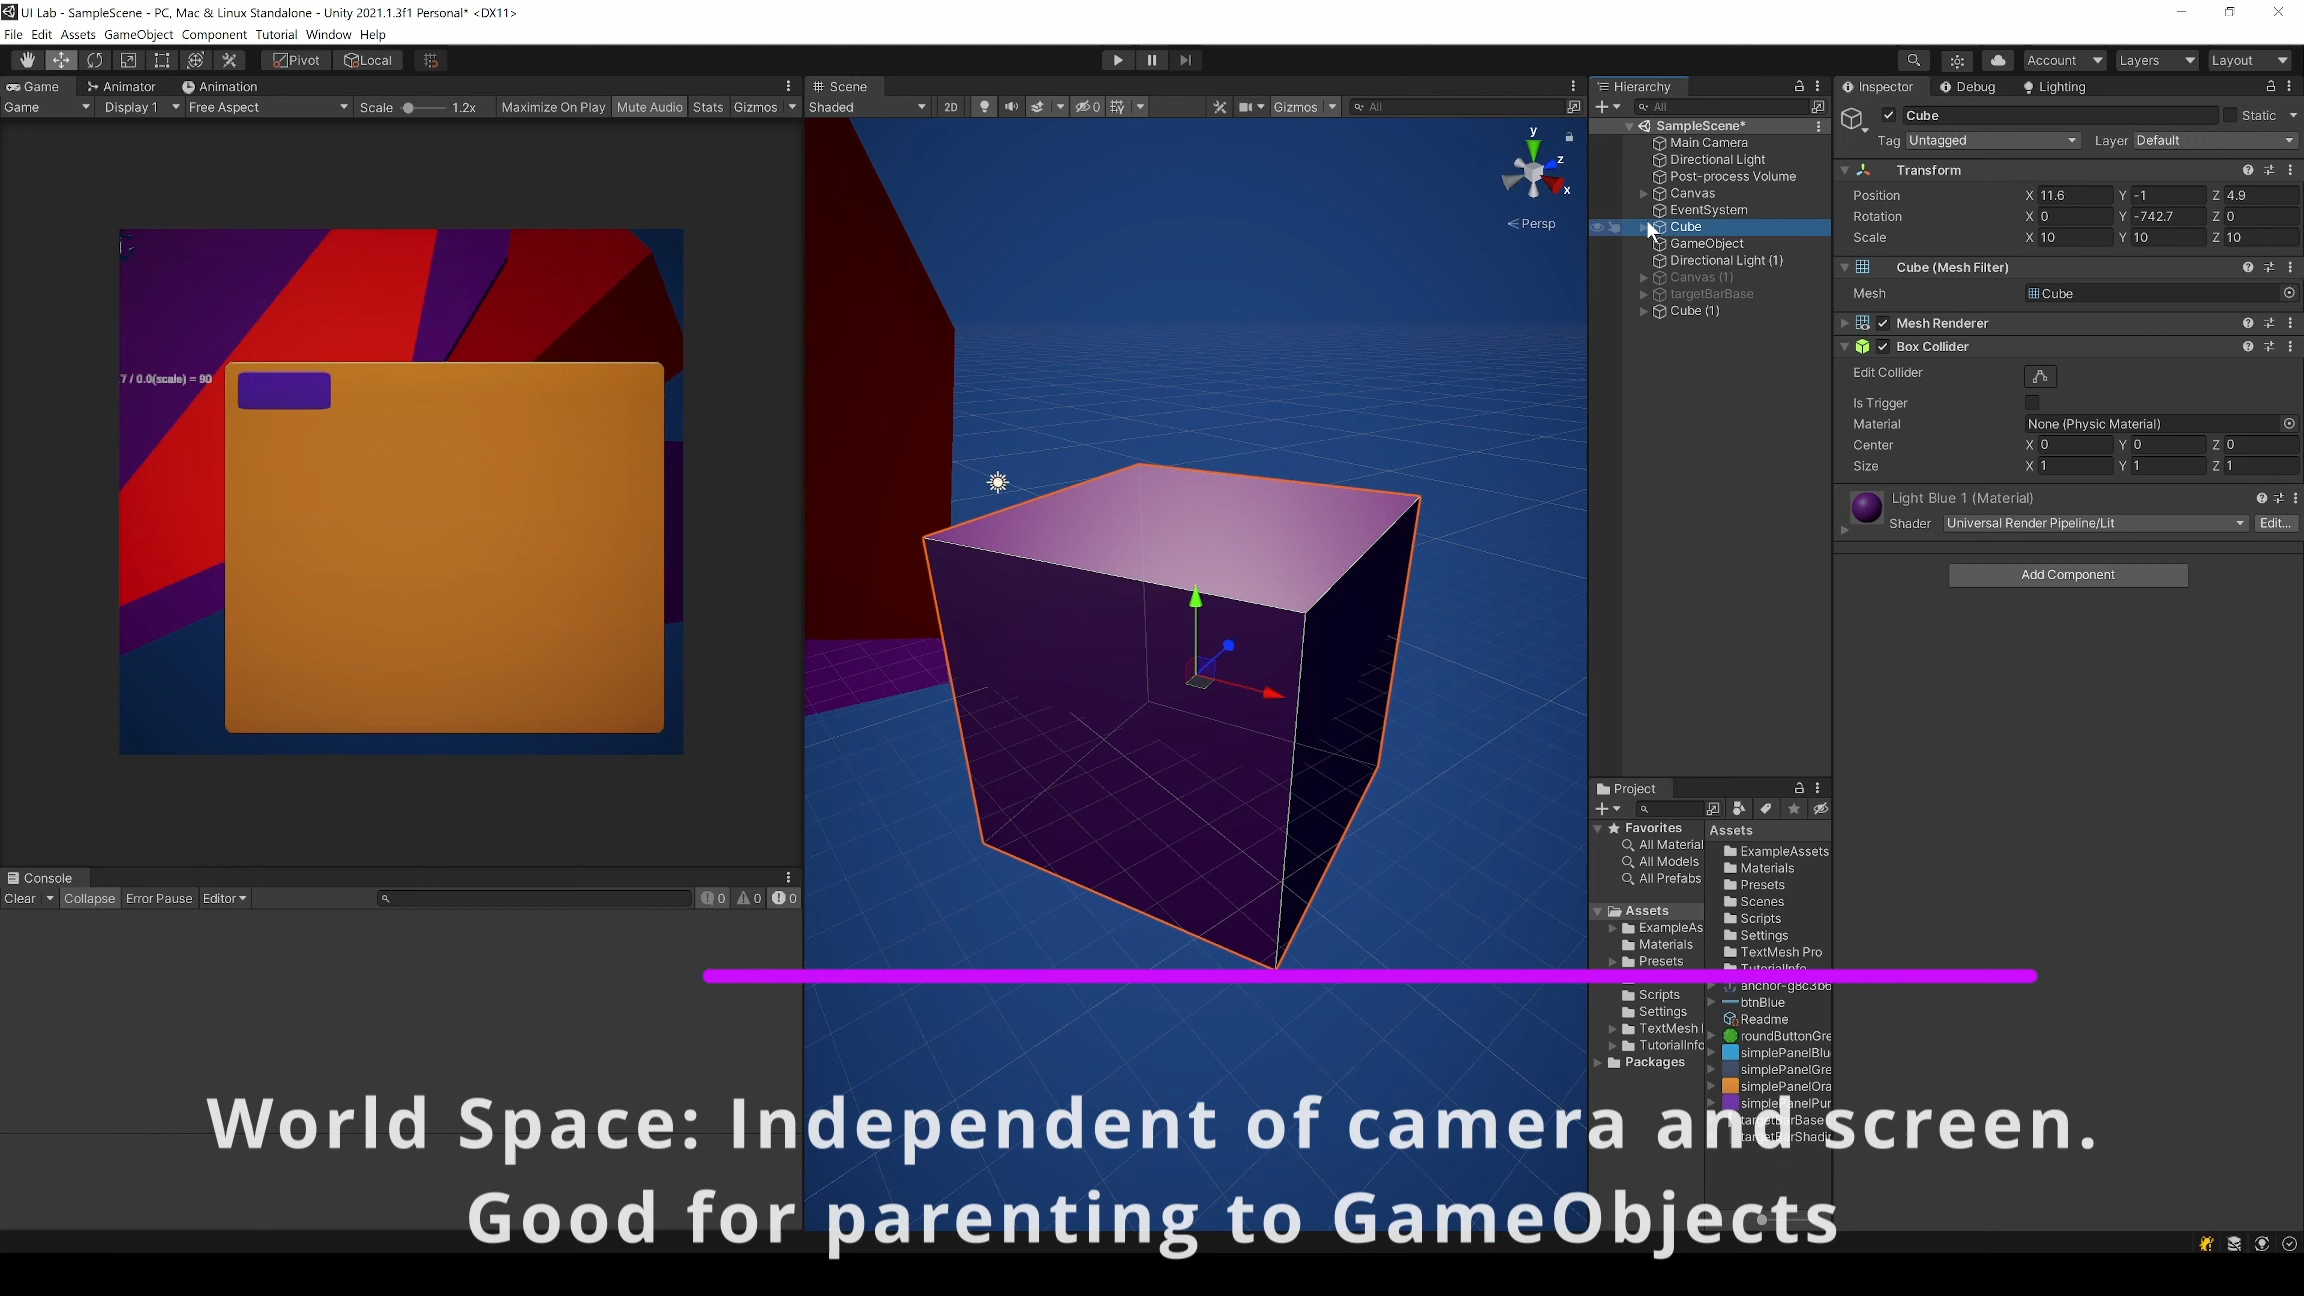 UI Lab - SampleScene - PC, Mac & Linux Standalone - Unity 2021.1.3f1 Personal* <DX11>
File Edit Assets GameObject Component Tutorial Window Help
Pivot Local Account Layers Layout
Game Animator Animation
Game Display 1 Free Aspect Scale 1.2x Maximize On Play Mute Audio Stats Gizmos
7 / 0.0(scale) = 90
Console
Clear Collapse Error Pause Editor 0 0 0
Scene
Shaded 2D 0 Gizmos All
y
z
x
Persp
Hierarchy
All
SampleScene*
Main Camera
Directional Light
Post-process Volume
Canvas
EventSystem
Cube
GameObject
Directional Light (1)
Canvas (1)
targetBarBase
Cube (1)
Project
Favorites
All Material
All Models
All Prefabs
Assets
ExampleAs
Materials
Presets
Scripts
Settings
TextMesh
TutorialInfo
Packages
Assets
ExampleAssets
Materials
Presets
Scenes
Scripts
Settings
TextMesh Pro
TutorialInfo
anchor-g8c3b6
btnBlue
Readme
roundButtonGre
simplePanelBlu
simplePanelGre
simplePanelOra
simplePanelPur
targetBarBase
targetBarShadi
Inspector Debug Lighting
Cube Static
Tag Untagged Layer Default
Transform
Position X 11.6 Y -1 Z 4.9
Rotation X 0 Y -742.7 Z 0
Scale X 10 Y 10 Z 10
Cube (Mesh Filter)
Mesh Cube
Mesh Renderer
Box Collider
Edit Collider
Is Trigger
Material None (Physic Material)
Center X 0 Y 0 Z 0
Size X 1 Y 1 Z 1
Light Blue 1 (Material)
Shader Universal Render Pipeline/Lit Edit...
Add Component
World Space: Independent of camera and screen.
Good for parenting to GameObjects